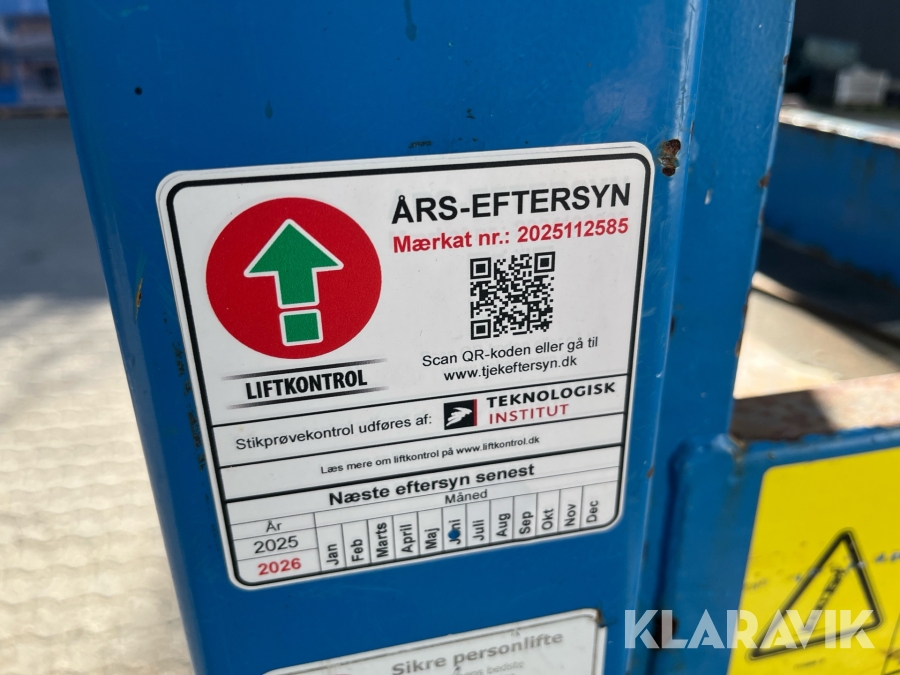 ÅRS-EFTERSYN
Mærkat nr.: 2025112585
Scan QR-koden eller gå til
www.tjekeftersyn.dk
LIFTKONTROL
Stikprøvekontrol udføres af:
TEKNOLOGISK
INSTITUT
Læs mere om liftkontrol på www.liftkontrol.dk
Næste eftersyn senest
År
Måned
2025
2026
Jan Feb Marts April Maj Juni Juli Aug Sep Okt Nov Dec
Sikre personlifte
KLARAVIK